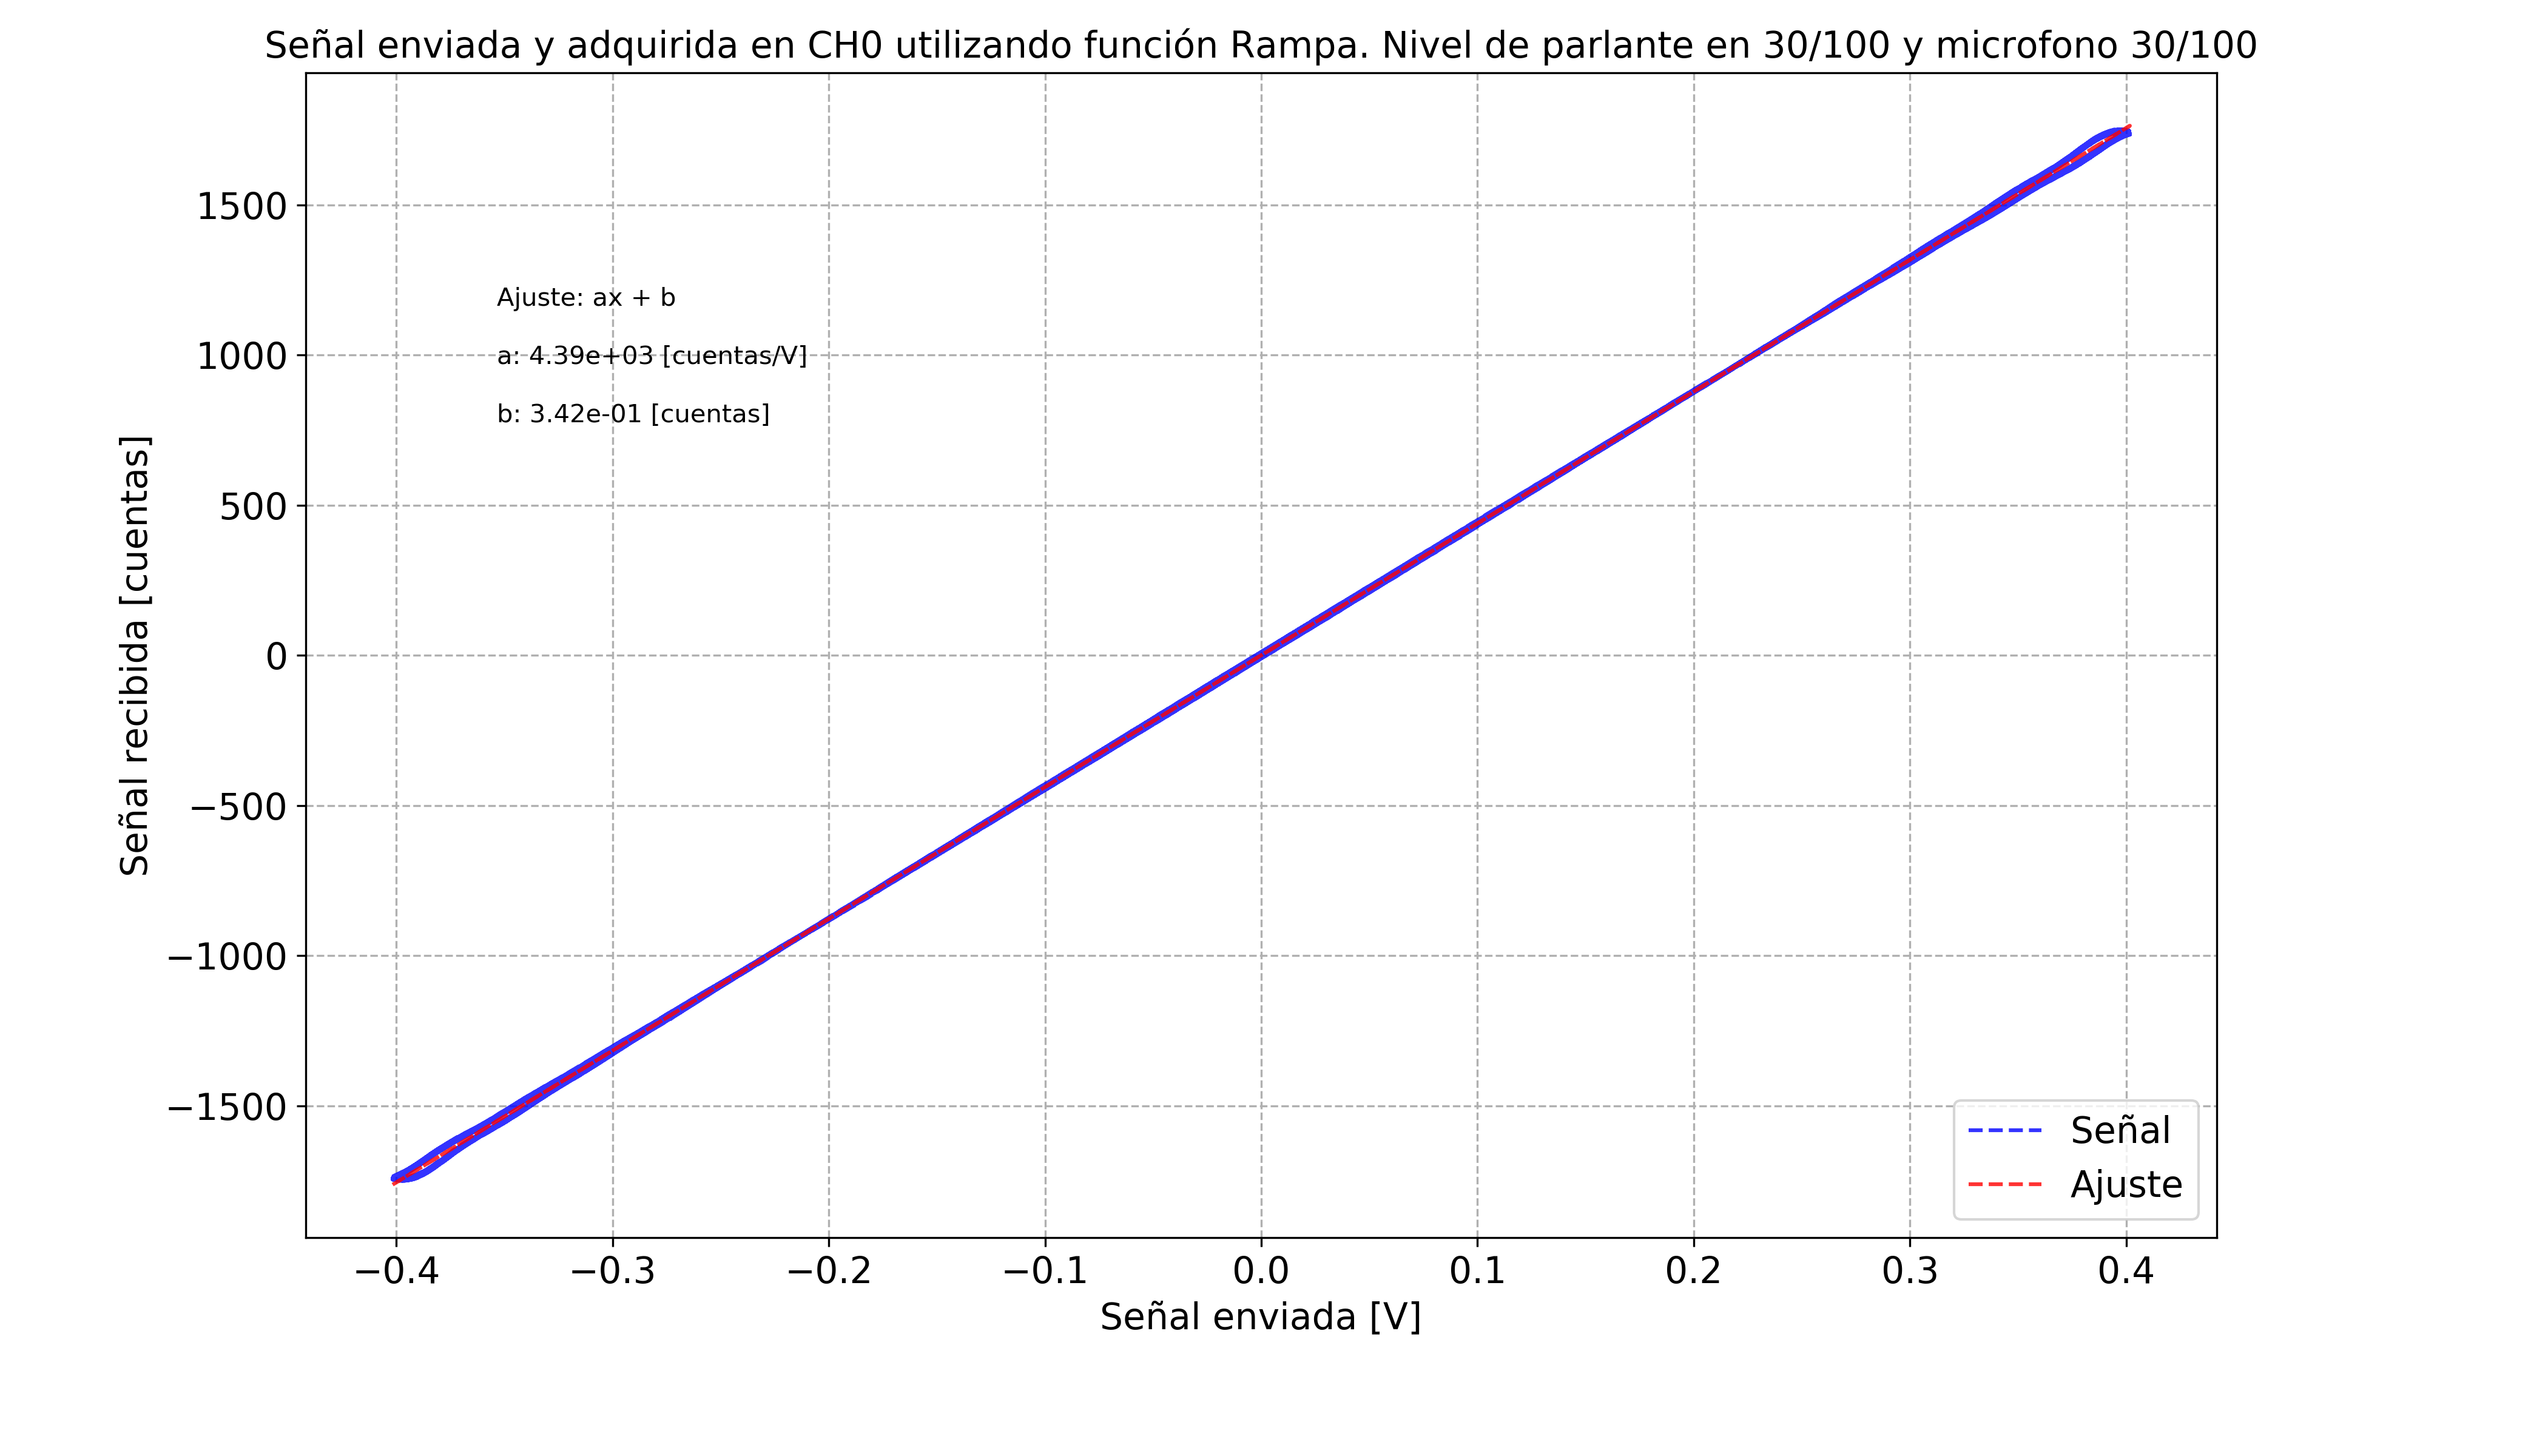 Señal enviada y adquirida en CH0 utilizando función Rampa. Nivel de parlante en 30/100 y microfono 30/100
Señal recibida [cuentas]
1500
1000
500
0
−500
−1000
−1500
Ajuste: ax + b
a: 4.39e+03 [cuentas/V]
b: 3.42e-01 [cuentas]
Señal
Ajuste
−0.4
−0.3
−0.2
−0.1
0.0
0.1
0.2
0.3
0.4
Señal enviada [V]